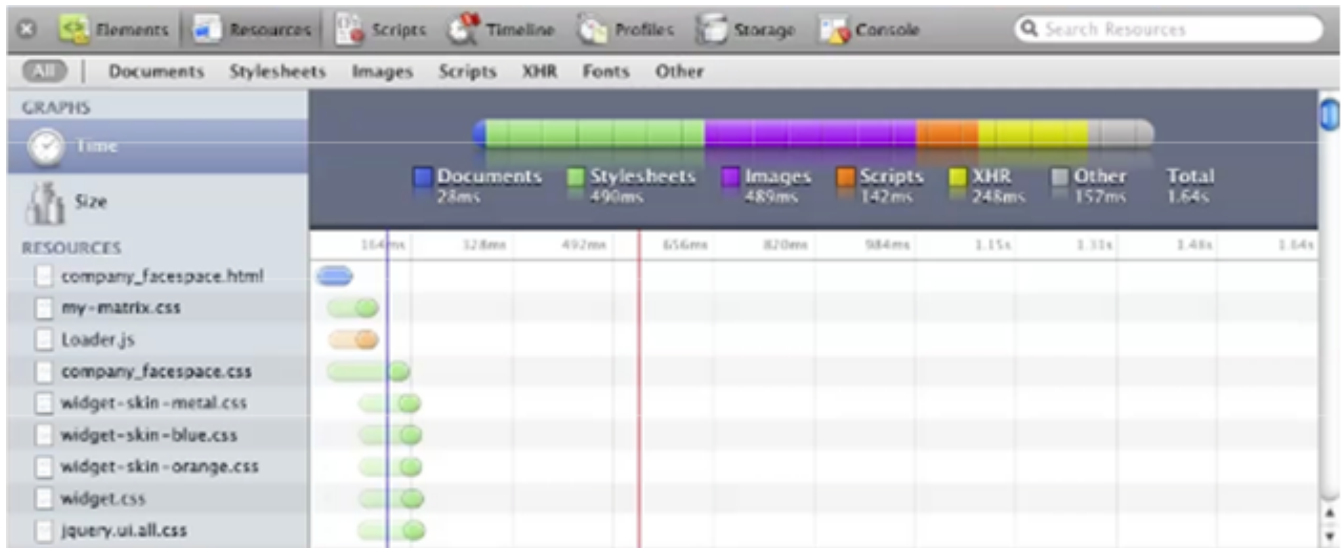 Elements Resources Scripts Timeline Profiles Storage Console Search Resources
All Documents Stylesheets Images Scripts XHR Fonts Other
GRAPHS
Time
Size
Documents Stylesheets Images Scripts XHR Other Total
28ms 490ms 489ms 142ms 248ms 157ms 1.64s
RESOURCES
164ms 328ms 492ms 656ms 820ms 984ms 1.15s 1.31s 1.48s 1.64s
company_facespace.html
my-matrix.css
Loader.js
company_facespace.css
widget-skin-metal.css
widget-skin-blue.css
widget-skin-orange.css
widget.css
jquery.ui.all.css